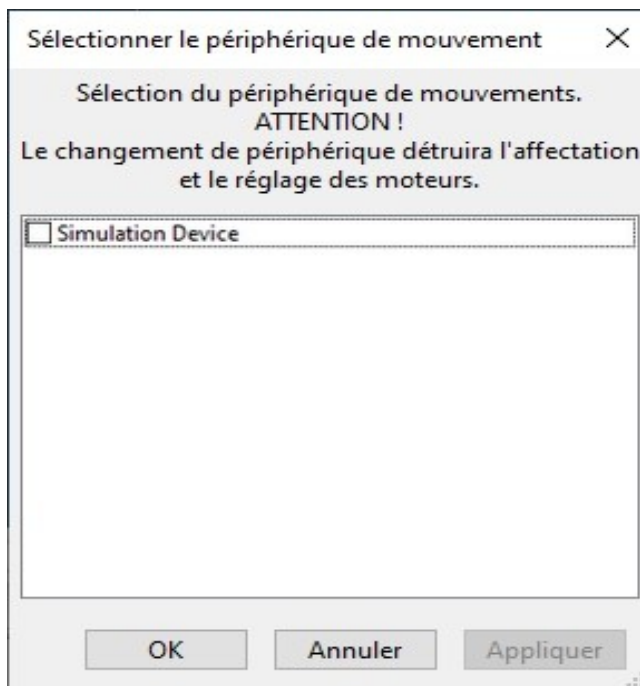 Sélectionner le périphérique de mouvement
Sélection du périphérique de mouvements.
ATTENTION !
Le changement de périphérique détruira l'affectation
et le réglage des moteurs.
Simulation Device
OK
Annuler
Appliquer